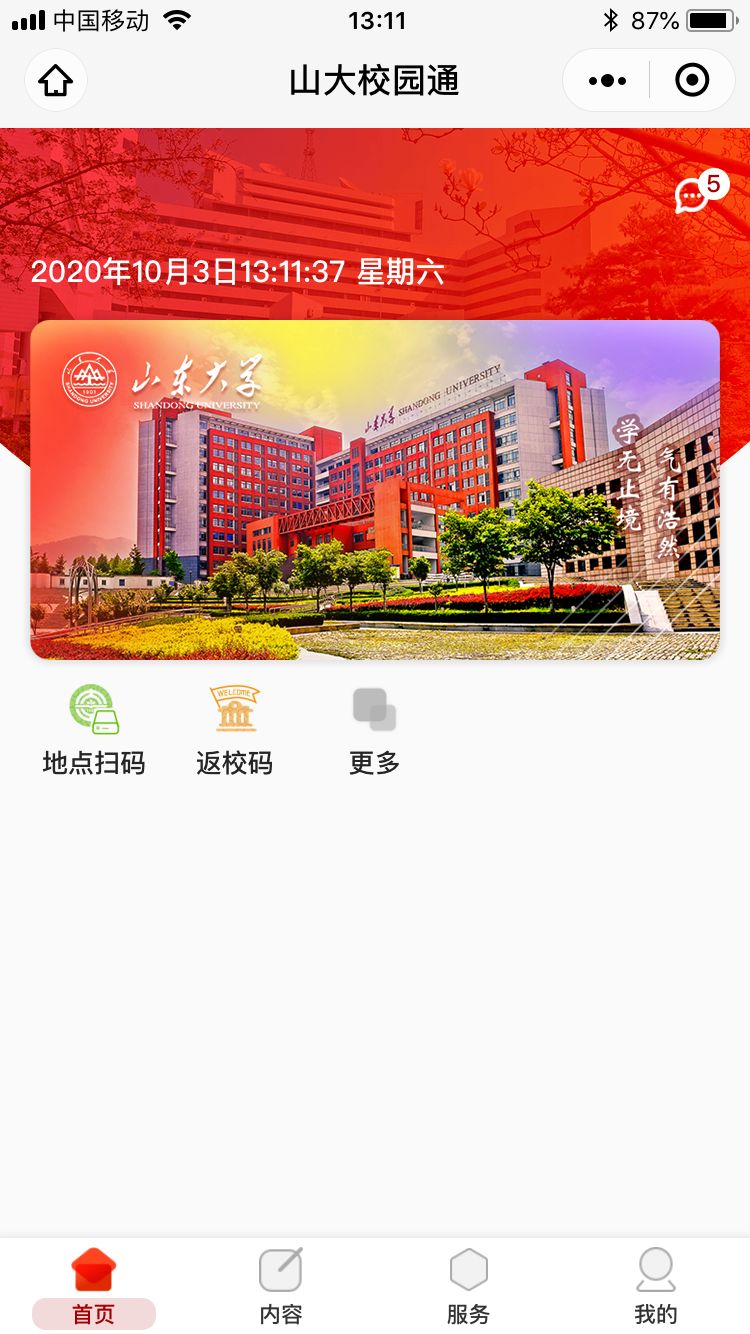 中国移动
13:11
87%
山大校园通
5
2020年10月3日13:11:37 星期六
山东大学
SHANDONG UNIVERSITY
山东大学 SHANDONG UNIVERSITY
学无止境
气有浩然
WELCOME
地点扫码
返校码
更多
首页
内容
服务
我的